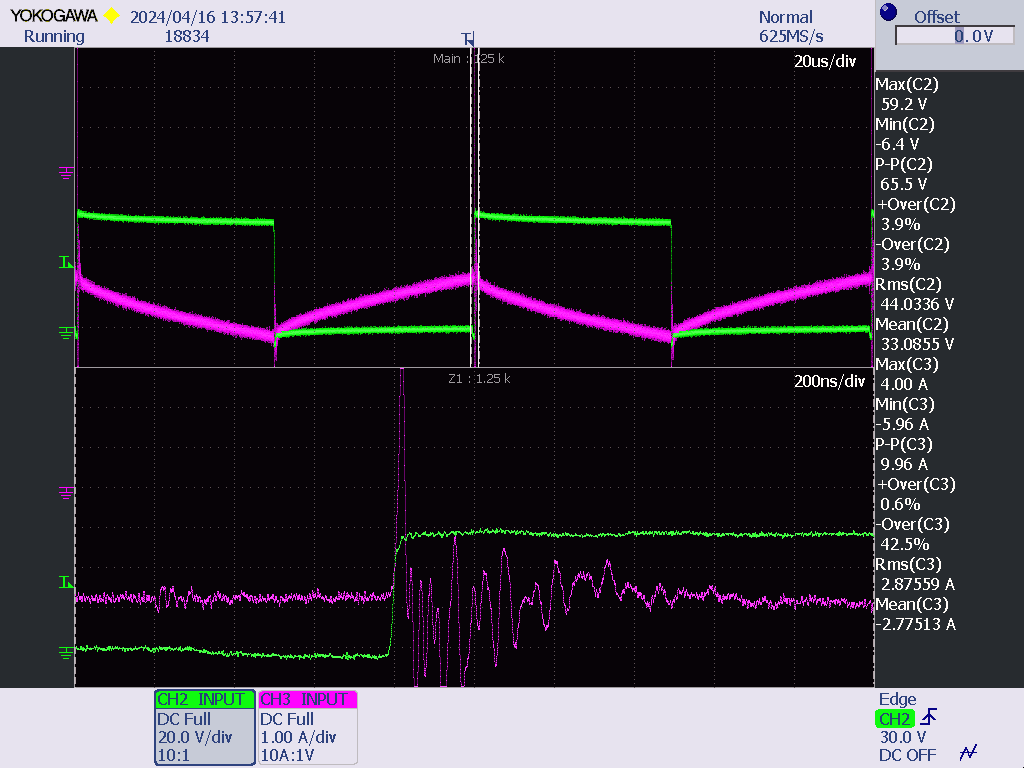 YOKOGAWA 2024/04/16 13:57:41 Normal Offset
Running 18834 625MS/s 0.0V
T
Main : 125 k 20us/div
Max(C2)
59.2 V
Min(C2)
-6.4 V
P-P(C2)
65.5 V
+Over(C2)
3.9%
-Over(C2)
3.9%
Rms(C2)
44.0336 V
Mean(C2)
33.0855 V
Max(C3)
4.00 A
Min(C3)
-5.96 A
P-P(C3)
9.96 A
+Over(C3)
0.6%
-Over(C3)
42.5%
Rms(C3)
2.87559 A
Mean(C3)
-2.77513 A
T
Z1 : 1.25 k 200ns/div
T
CH2 INPUT CH3 INPUT
DC Full DC Full
20.0 V/div 1.00 A/div
10:1 10A:1V
Edge
CH2
30.0 V
DC OFF